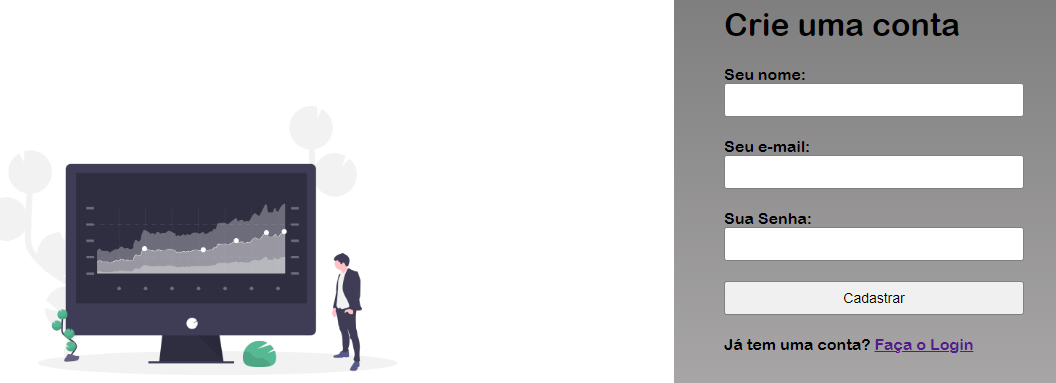 Crie uma conta
Seu nome:
Seu e-mail:
Sua Senha:
Cadastrar
Já tem uma conta? Faça o Login